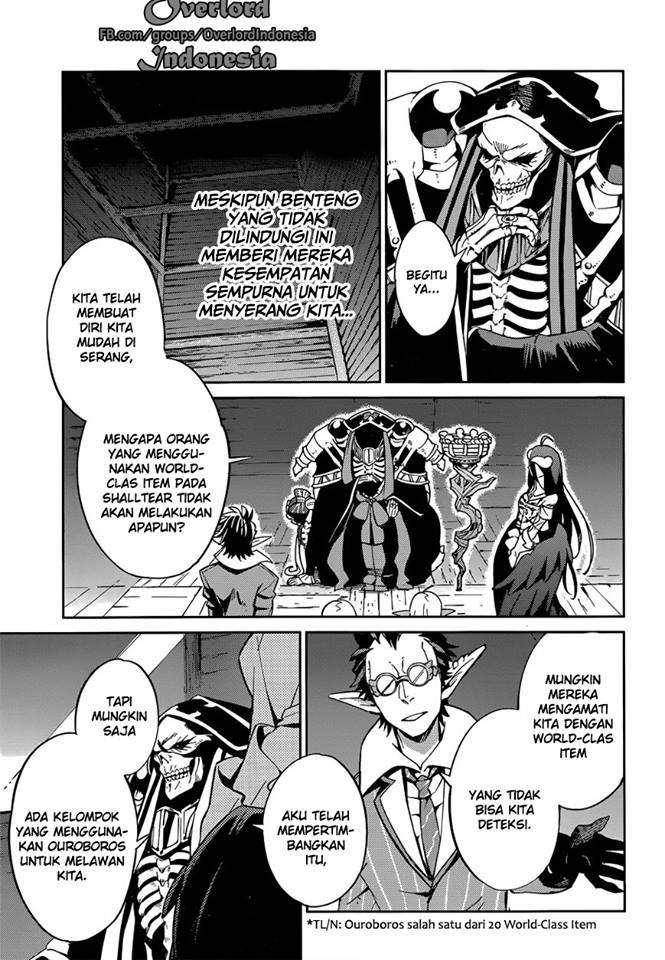 Overlord
FB.com/groups/OverlordIndonesia
Indonesia
BEGITU
YA...
MESKIPUN BENTENG
YANG TIDAK
DILINDUNGI INI
MEMBERI MEREKA
KESEMPATAN
SEMPURNA UNTUK
MENYERANG KITA...
KITA TELAH
MEMBUAT
DIRI KITA
MUDAH DI
SERANG,
MENGAPA ORANG
YANG MENGGU-
NAKAN WORLD-
CLAS ITEM PADA
SHALLTEAR TIDAK
AKAN MELAKUKAN
APAPUN?
MUNGKIN
MEREKA
MENGAMATI
KITA DENGAN
WORLD-CLAS
ITEM
YANG TIDAK
BISA KITA
DETEKSI.
AKU TELAH
MEMPERTIM-
BANGKAN
ITU,
TAPI
MUNGKIN
SAJA
ADA KELOMPOK
YANG MENGGUNA-
KAN OUROBOROS
UNTUK MELAWAN
KITA.
*TL/N: Ouroboros salah satu dari 20 World-Class Item